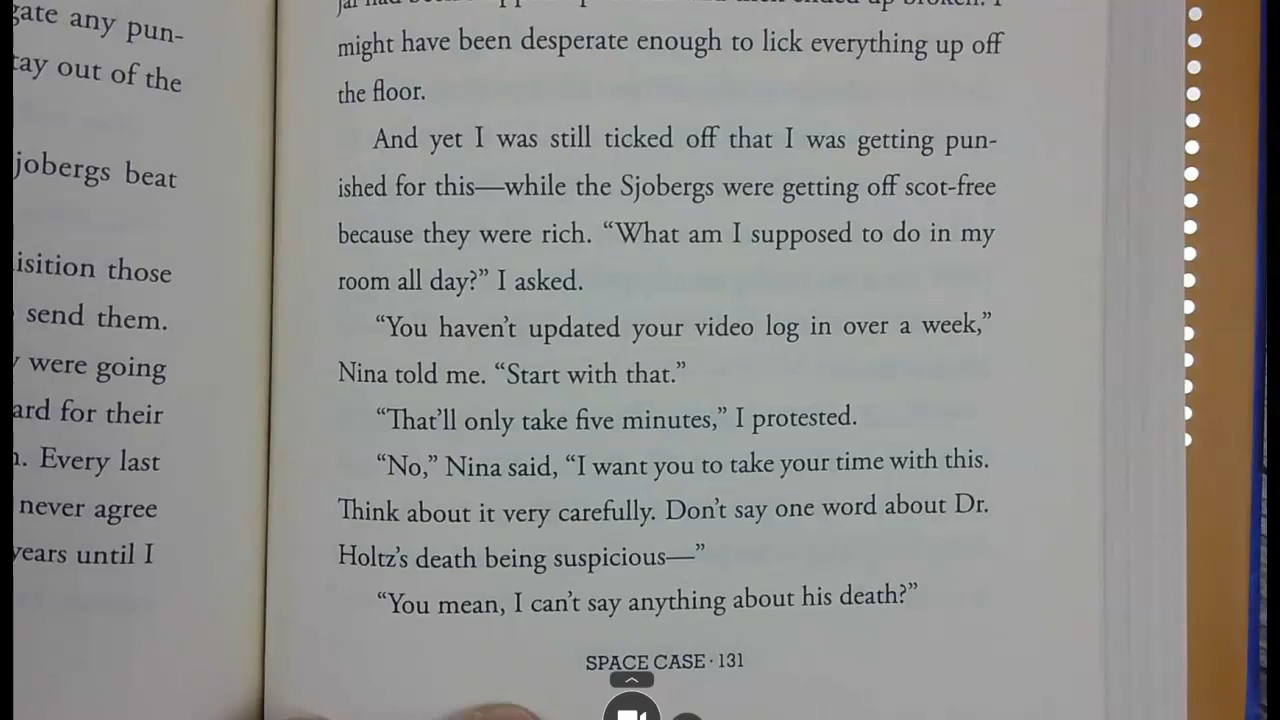 gate any pun-
tay out of the
jobergs beat
isition those
send them.
were going
ard for their
. Every last
never agree
years until I
might have been desperate enough to lick everything up off
the floor.
And yet I was still ticked off that I was getting pun-
ished for this—while the Sjobergs were getting off scot-free
because they were rich. “What am I supposed to do in my
room all day?” I asked.
“You haven’t updated your video log in over a week,”
Nina told me. “Start with that.”
“That’ll only take five minutes,” I protested.
“No,” Nina said, “I want you to take your time with this.
Think about it very carefully. Don’t say one word about Dr.
Holtz’s death being suspicious—”
“You mean, I can’t say anything about his death?”
SPACE CASE · 131